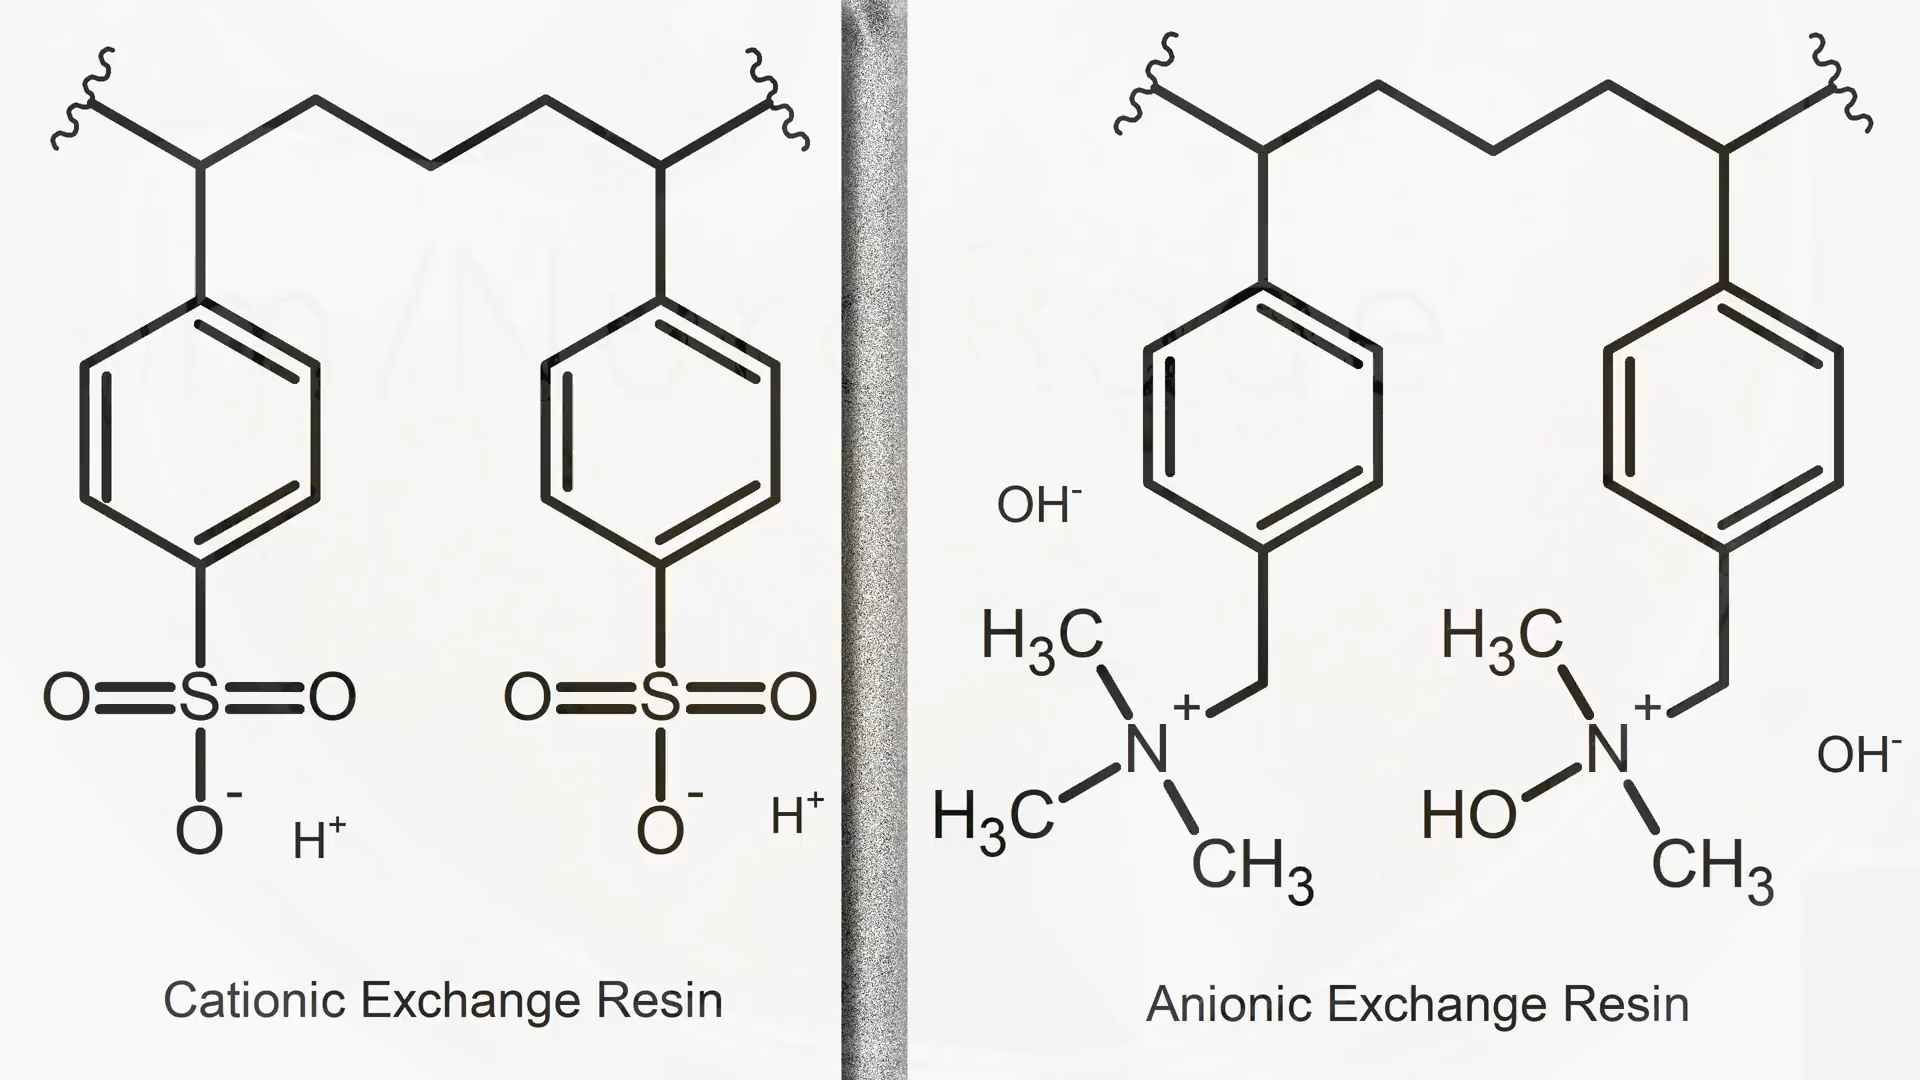 O S O
O⁻ H⁺
O S O
O⁻ H⁺
Cationic Exchange Resin
OH⁻
H₃C
N⁺
H₃C
CH₃
H₃C
N⁺
OH⁻
HO
CH₃
Anionic Exchange Resin